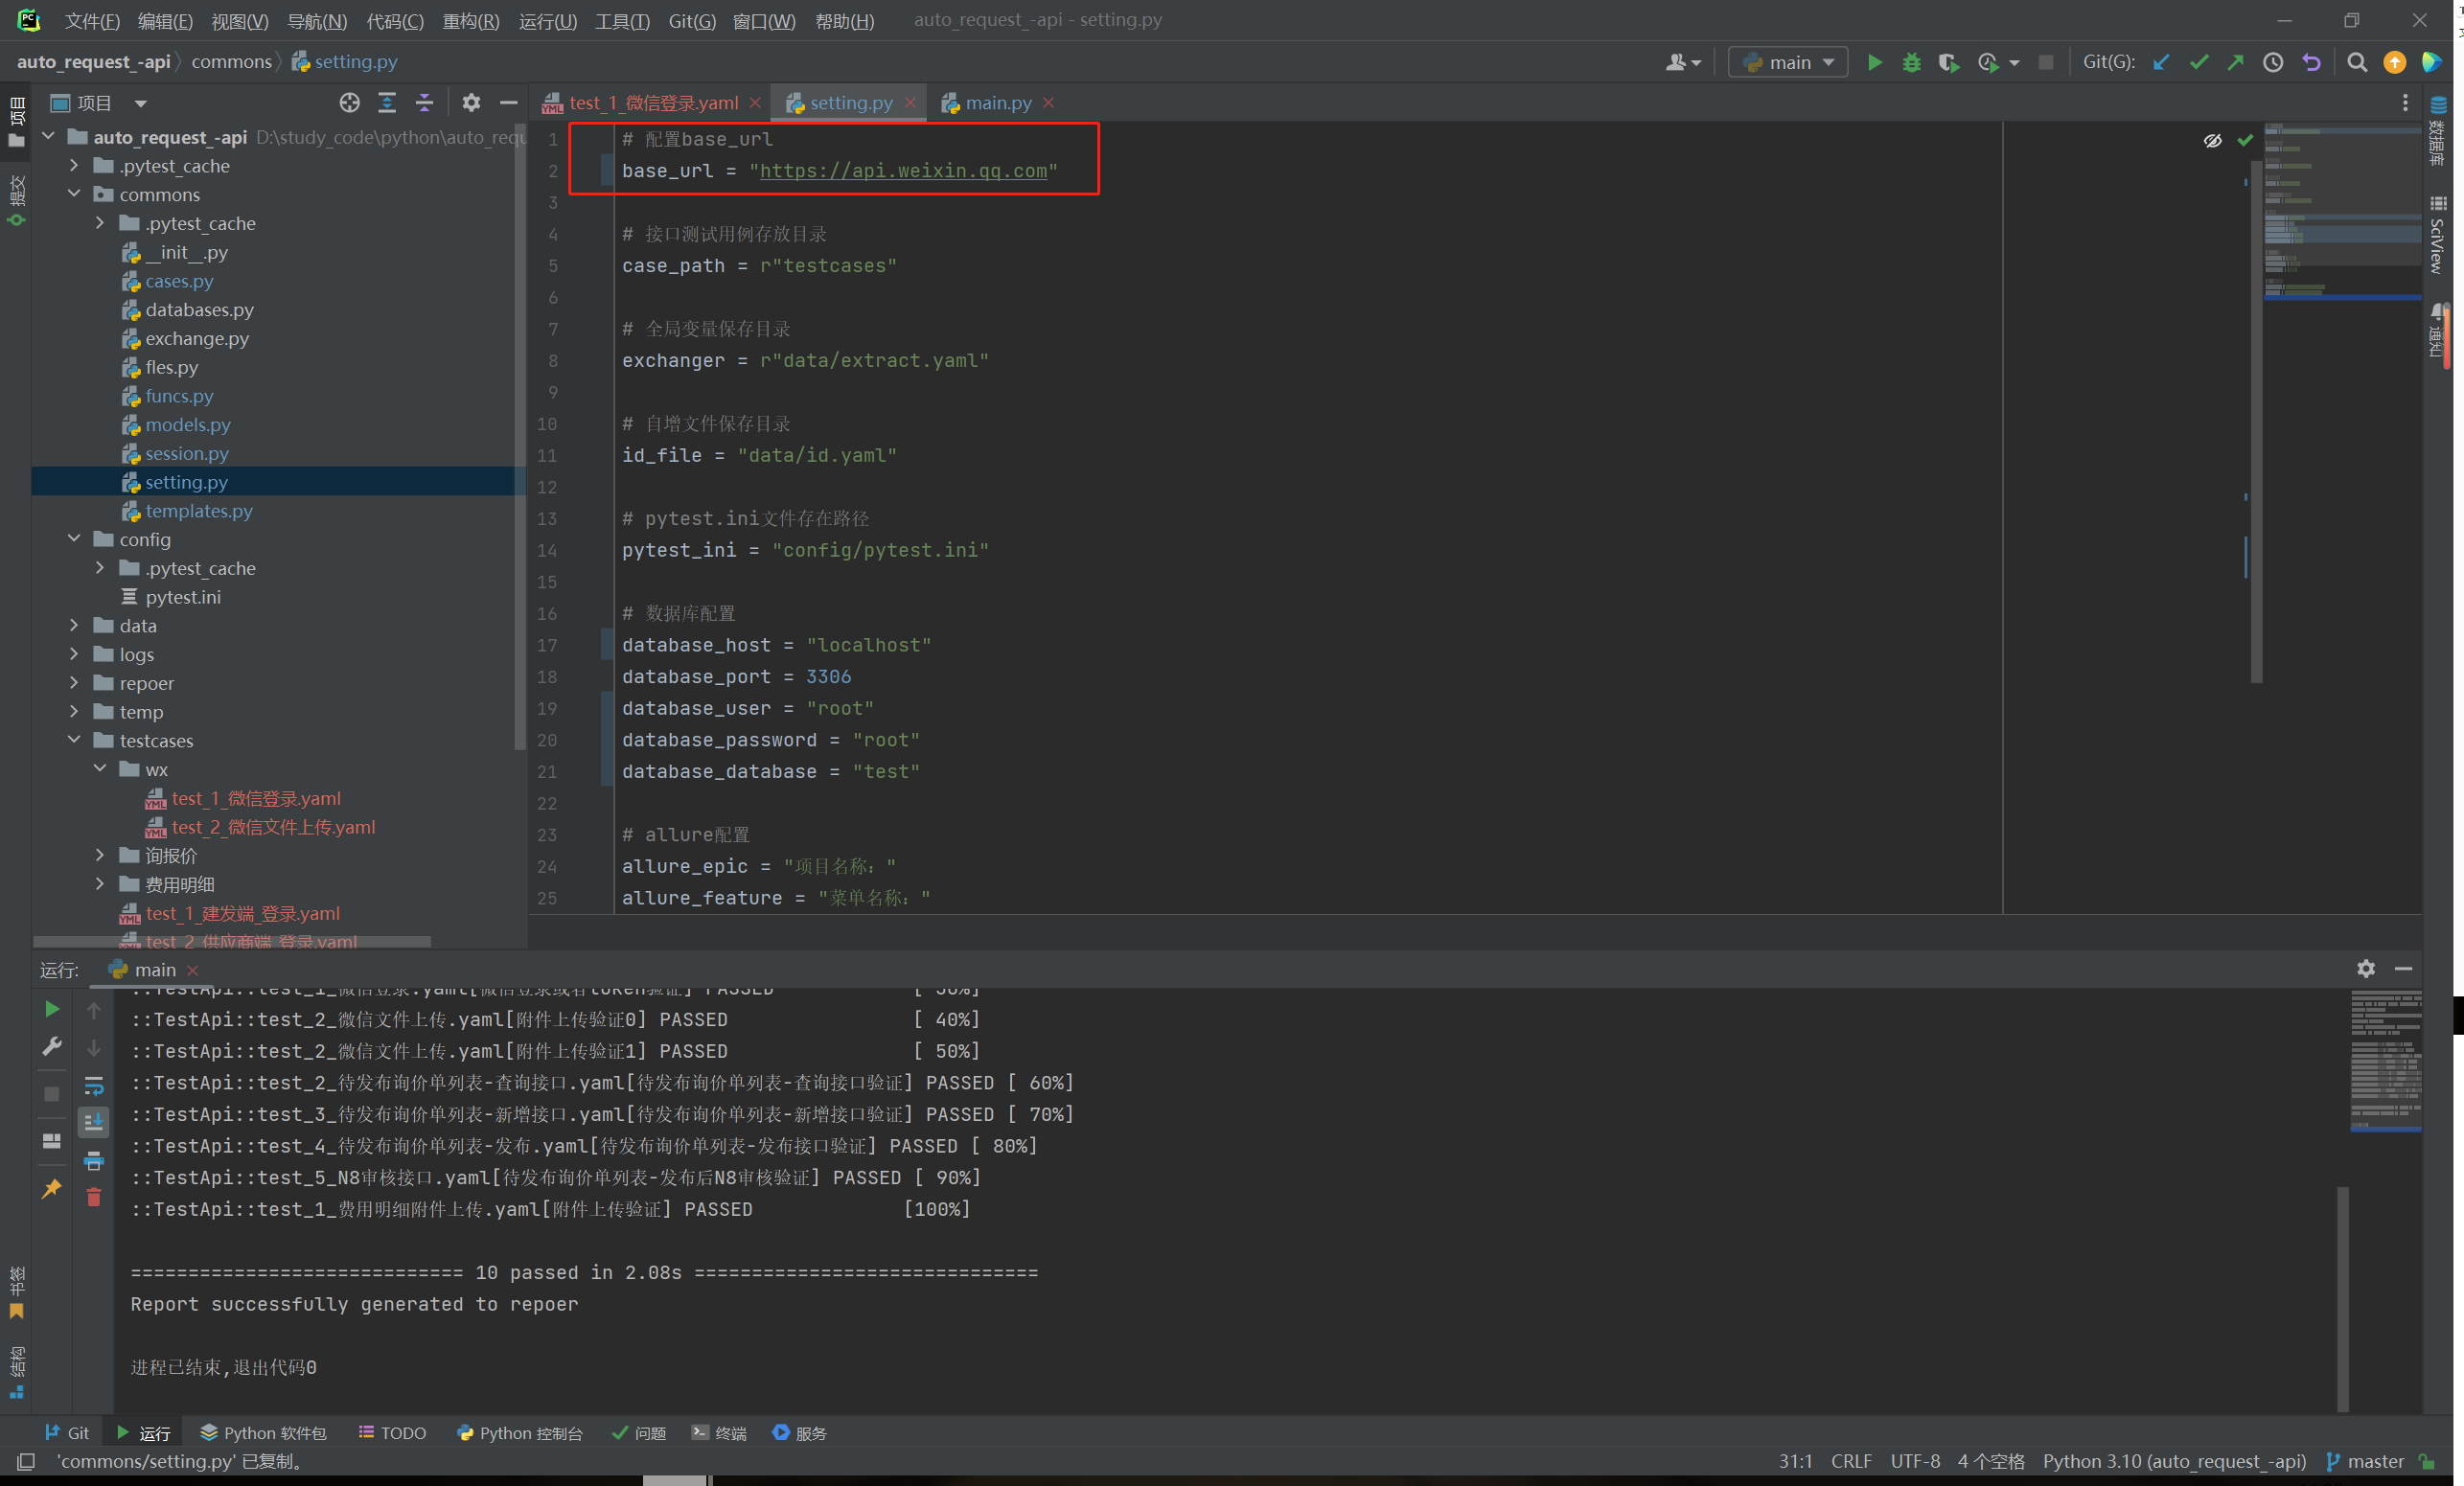 文件(F) 编辑(E) 视图(V) 导航(N) 代码(C) 重构(R) 运行(U) 工具(T) Git(G) 窗口(W) 帮助(H) auto_request_-api - setting.py
auto_request_-api commons setting.py main Git(G):
项目
test_1_微信登录.yaml setting.py main.py
auto_request_-api D:\study_code\python\auto_requ
.pytest_cache
commons
.pytest_cache
__init__.py
cases.py
databases.py
exchange.py
fles.py
funcs.py
models.py
session.py
setting.py
templates.py
config
.pytest_cache
pytest.ini
data
logs
repoer
temp
testcases
wx
test_1_微信登录.yaml
test_2_微信文件上传.yaml
询报价
费用明细
test_1_建发端_登录.yaml
test_2_供应商端_登录.yaml
项目
提交
书签
结构
1 # 配置base_url
2 base_url = "https://api.weixin.qq.com"
3
4 # 接口测试用例存放目录
5 case_path = r"testcases"
6
7 # 全局变量保存目录
8 exchanger = r"data/extract.yaml"
9
10 # 自增文件保存目录
11 id_file = "data/id.yaml"
12
13 # pytest.ini文件存在路径
14 pytest_ini = "config/pytest.ini"
15
16 # 数据库配置
17 database_host = "localhost"
18 database_port = 3306
19 database_user = "root"
20 database_password = "root"
21 database_database = "test"
22
23 # allure配置
24 allure_epic = "项目名称："
25 allure_feature = "菜单名称："
数据库
SciView
通知
运行: main
::TestApi::test_2_微信文件上传.yaml[附件上传验证0] PASSED [ 40%]
::TestApi::test_2_微信文件上传.yaml[附件上传验证1] PASSED [ 50%]
::TestApi::test_2_待发布询价单列表-查询接口.yaml[待发布询价单列表-查询接口验证] PASSED [ 60%]
::TestApi::test_3_待发布询价单列表-新增接口.yaml[待发布询价单列表-新增接口验证] PASSED [ 70%]
::TestApi::test_4_待发布询价单列表-发布.yaml[待发布询价单列表-发布接口验证] PASSED [ 80%]
::TestApi::test_5_N8审核接口.yaml[待发布询价单列表-发布后N8审核验证] PASSED [ 90%]
::TestApi::test_1_费用明细附件上传.yaml[附件上传验证] PASSED [100%]
============================= 10 passed in 2.08s ==============================
Report successfully generated to repoer
进程已结束,退出代码0
Git 运行 Python 软件包 TODO Python 控制台 问题 终端 服务
'commons/setting.py' 已复制。 31:1 CRLF UTF-8 4 个空格 Python 3.10 (auto_request_-api) master